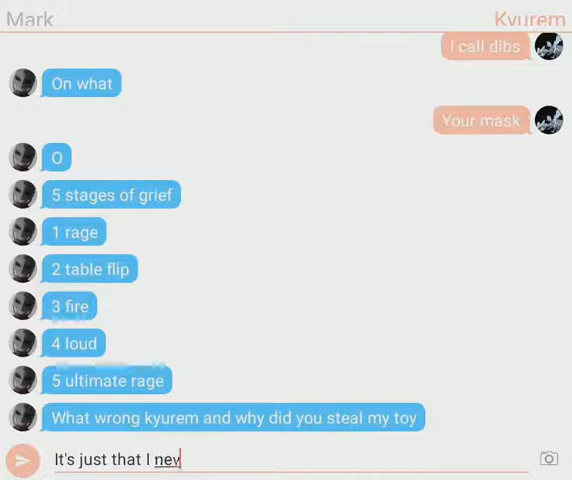 Mark
Kyurem
I call dibs
On what
Your mask
O
5 stages of grief
1 rage
2 table flip
3 fire
4 loud
5 ultimate rage
What wrong kyurem and why did you steal my toy
It's just that I nev